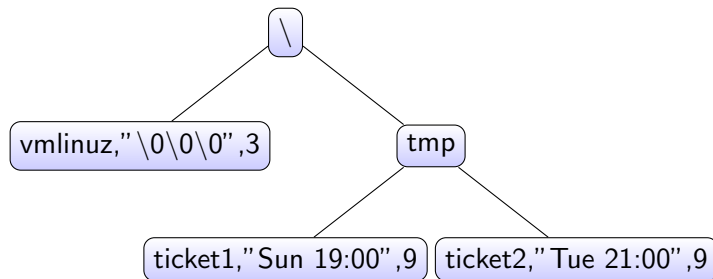 \
vmlinuz,"\0\0\0",3
tmp
ticket1,"Sun 19:00",9
ticket2,"Tue 21:00",9